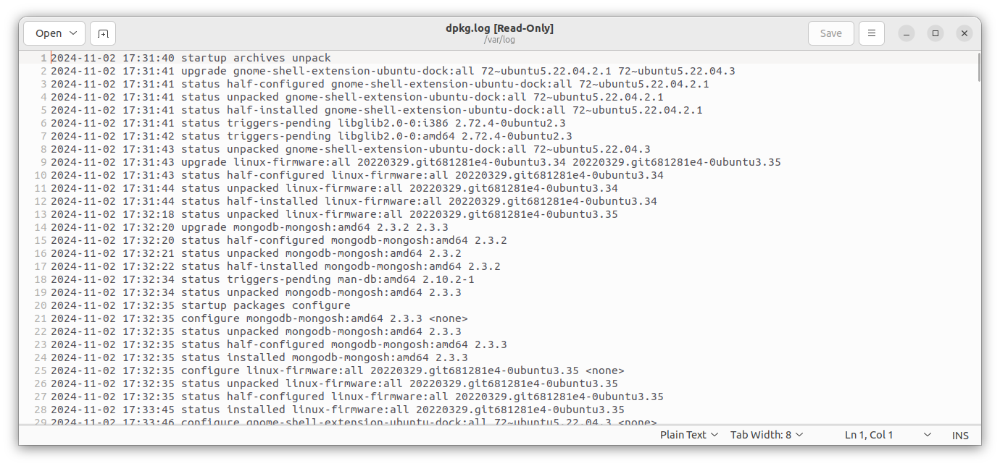 Open
dpkg.log [Read-Only]
/var/log
Save
1 2024-11-02 17:31:40 startup archives unpack
2 2024-11-02 17:31:41 upgrade gnome-shell-extension-ubuntu-dock:all 72~ubuntu5.22.04.2.1 72~ubuntu5.22.04.3
3 2024-11-02 17:31:41 status half-configured gnome-shell-extension-ubuntu-dock:all 72~ubuntu5.22.04.2.1
4 2024-11-02 17:31:41 status unpacked gnome-shell-extension-ubuntu-dock:all 72~ubuntu5.22.04.2.1
5 2024-11-02 17:31:41 status half-installed gnome-shell-extension-ubuntu-dock:all 72~ubuntu5.22.04.2.1
6 2024-11-02 17:31:41 status triggers-pending libglib2.0-0:i386 2.72.4-0ubuntu2.3
7 2024-11-02 17:31:42 status triggers-pending libglib2.0-0:amd64 2.72.4-0ubuntu2.3
8 2024-11-02 17:31:43 status unpacked gnome-shell-extension-ubuntu-dock:all 72~ubuntu5.22.04.3
9 2024-11-02 17:31:43 upgrade linux-firmware:all 20220329.git681281e4-0ubuntu3.34 20220329.git681281e4-0ubuntu3.35
10 2024-11-02 17:31:43 status half-configured linux-firmware:all 20220329.git681281e4-0ubuntu3.34
11 2024-11-02 17:31:44 status unpacked linux-firmware:all 20220329.git681281e4-0ubuntu3.34
12 2024-11-02 17:31:44 status half-installed linux-firmware:all 20220329.git681281e4-0ubuntu3.34
13 2024-11-02 17:32:18 status unpacked linux-firmware:all 20220329.git681281e4-0ubuntu3.35
14 2024-11-02 17:32:20 upgrade mongodb-mongosh:amd64 2.3.2 2.3.3
15 2024-11-02 17:32:20 status half-configured mongodb-mongosh:amd64 2.3.2
16 2024-11-02 17:32:21 status unpacked mongodb-mongosh:amd64 2.3.2
17 2024-11-02 17:32:22 status half-installed mongodb-mongosh:amd64 2.3.2
18 2024-11-02 17:32:34 status triggers-pending man-db:amd64 2.10.2-1
19 2024-11-02 17:32:34 status unpacked mongodb-mongosh:amd64 2.3.3
20 2024-11-02 17:32:35 startup packages configure
21 2024-11-02 17:32:35 configure mongodb-mongosh:amd64 2.3.3 <none>
22 2024-11-02 17:32:35 status unpacked mongodb-mongosh:amd64 2.3.3
23 2024-11-02 17:32:35 status half-configured mongodb-mongosh:amd64 2.3.3
24 2024-11-02 17:32:35 status installed mongodb-mongosh:amd64 2.3.3
25 2024-11-02 17:32:35 configure linux-firmware:all 20220329.git681281e4-0ubuntu3.35 <none>
26 2024-11-02 17:32:35 status unpacked linux-firmware:all 20220329.git681281e4-0ubuntu3.35
27 2024-11-02 17:32:35 status half-configured linux-firmware:all 20220329.git681281e4-0ubuntu3.35
28 2024-11-02 17:33:45 status installed linux-firmware:all 20220329.git681281e4-0ubuntu3.35
29 2024-11-02 17:33:46 configure gnome-shell-extension-ubuntu-dock:all 72~ubuntu5.22.04.3 <none>
Plain Text
Tab Width: 8
Ln 1, Col 1
INS